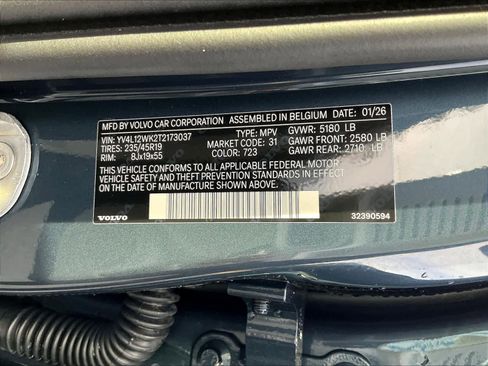 MFD. BY VOLVO CAR CORPORATION ASSEMBLED IN BELGIUM DATE: 01/26
VIN: YV4L12WK2T2173037 TYPE: MPV GVWR: 5180 LB
TIRES: 235/45R19 MARKET CODE: 31 GAWR FRONT: 2580 LB
RIM: 8Jx19x55 COLOR: 723 GAWR REAR: 2710 LB
THIS VEHICLE CONFORMS TO ALL APPLICABLE FEDERAL MOTOR
VEHICLE SAFETY AND THEFT PREVENTION STANDARDS IN EFFECT ON THE
DATE OF MANUFACTURE SHOWN ABOVE.
VOLVO 32390594